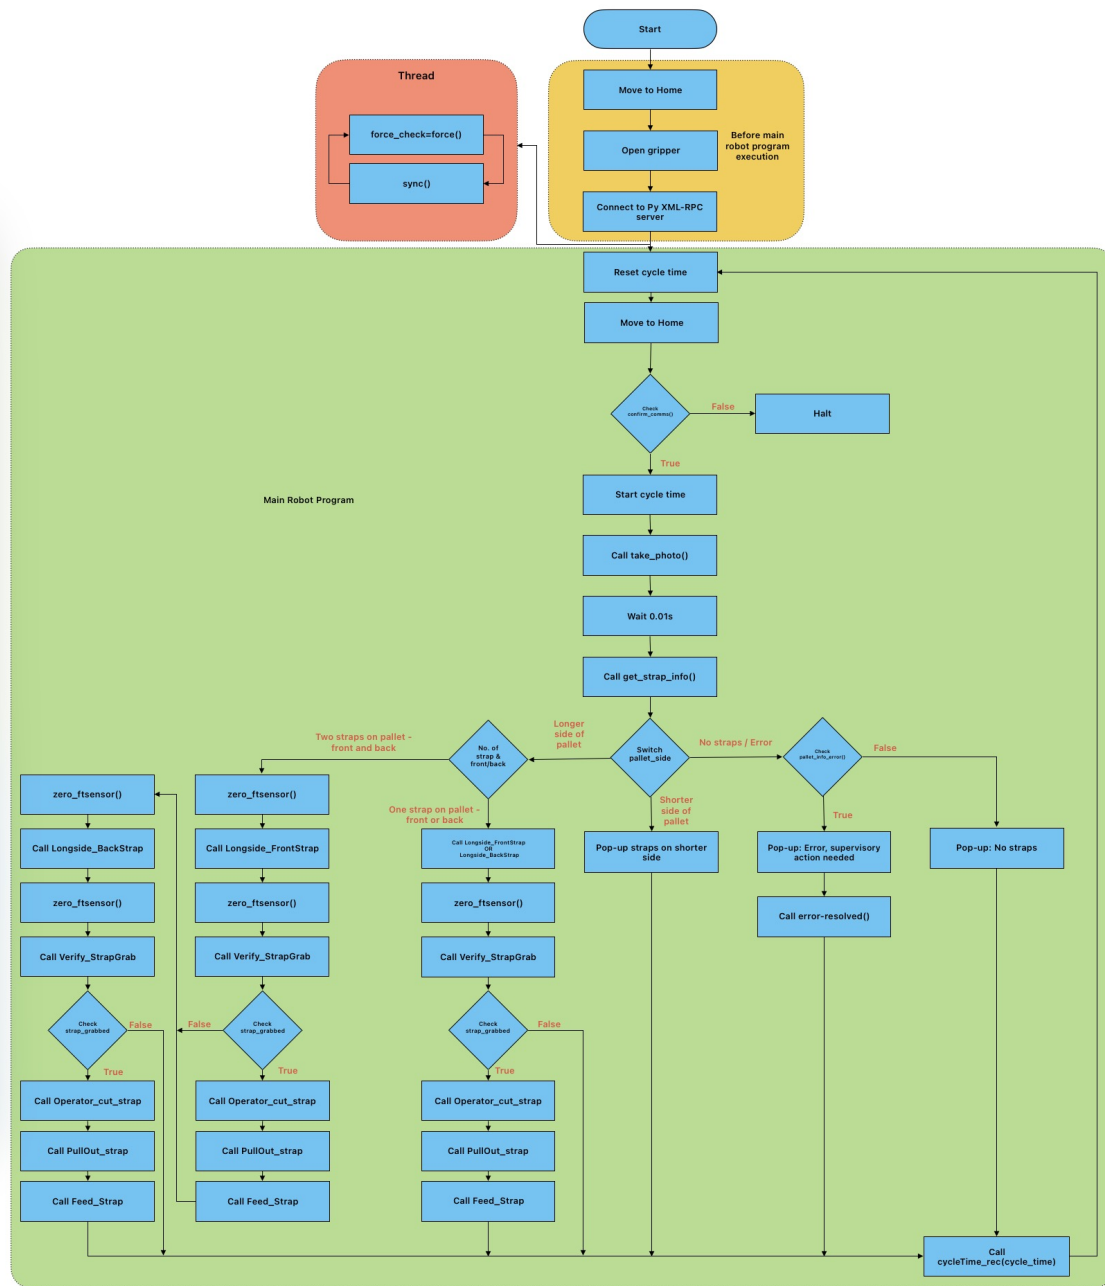 Start
Thread
Move to Home
force_check=force()
Open gripper
Before main
robot program
execution
sync()
Connect to Py XML-RPC
server
Reset cycle time
Move to Home
Check
confirm_comms()
False
Halt
True
Main Robot Program
Start cycle time
Call take_photo()
Wait 0.01s
Call get_strap_info()
Two straps on pallet -
front and back
No. of
strap &
front/back
Longer
side of
pallet
Switch
pallet_side
No straps / Error
Check
pallet_info_error()
False
zero_ftsensor()
zero_ftsensor()
One strap on pallet -
front or back
Shorter
side of
pallet
True
Call Longside_BackStrap
Call Longside_FrontStrap
Call Longside_FrontStrap
OR
Longside_BackStrap
Pop-up straps on shorter
side
Pop-up: Error, supervisory
action needed
Pop-up: No straps
zero_ftsensor()
zero_ftsensor()
zero_ftsensor()
Call error-resolved()
Call Verify_StrapGrab
Call Verify_StrapGrab
Call Verify_StrapGrab
Check
strap_grabbed
False
False
Check
strap_grabbed
Check
strap_grabbed
False
True
True
True
Call Operator_cut_strap
Call Operator_cut_strap
Call Operator_cut_strap
Call PullOut_strap
Call PullOut_strap
Call PullOut_strap
Call Feed_Strap
Call Feed_Strap
Call Feed_Strap
Call
cycleTime_rec(cycle_time)